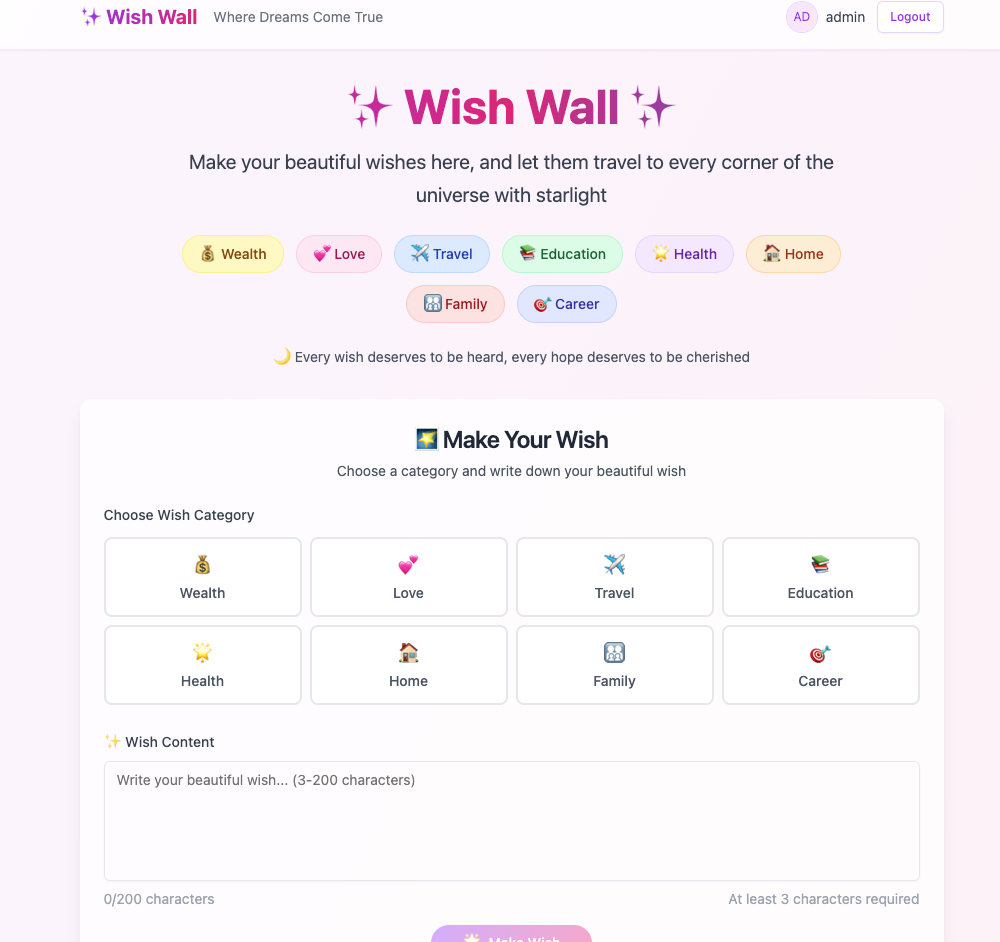 ✨ Wish Wall Where Dreams Come True AD admin Logout
✨ Wish Wall ✨
Make your beautiful wishes here, and let them travel to every corner of the
universe with starlight
💰 Wealth 💕 Love ✈️ Travel 📚 Education 🌟 Health 🏠 Home
👨‍👩‍👧‍👦 Family 🎯 Career
🌙 Every wish deserves to be heard, every hope deserves to be cherished
🌠 Make Your Wish
Choose a category and write down your beautiful wish
Choose Wish Category
💰 💕 ✈️ 📚
Wealth Love Travel Education
🌟 🏠 👨‍👩‍👧‍👦 🎯
Health Home Family Career
✨ Wish Content
Write your beautiful wish... (3-200 characters)
0/200 characters At least 3 characters required
🌟 Make Wish